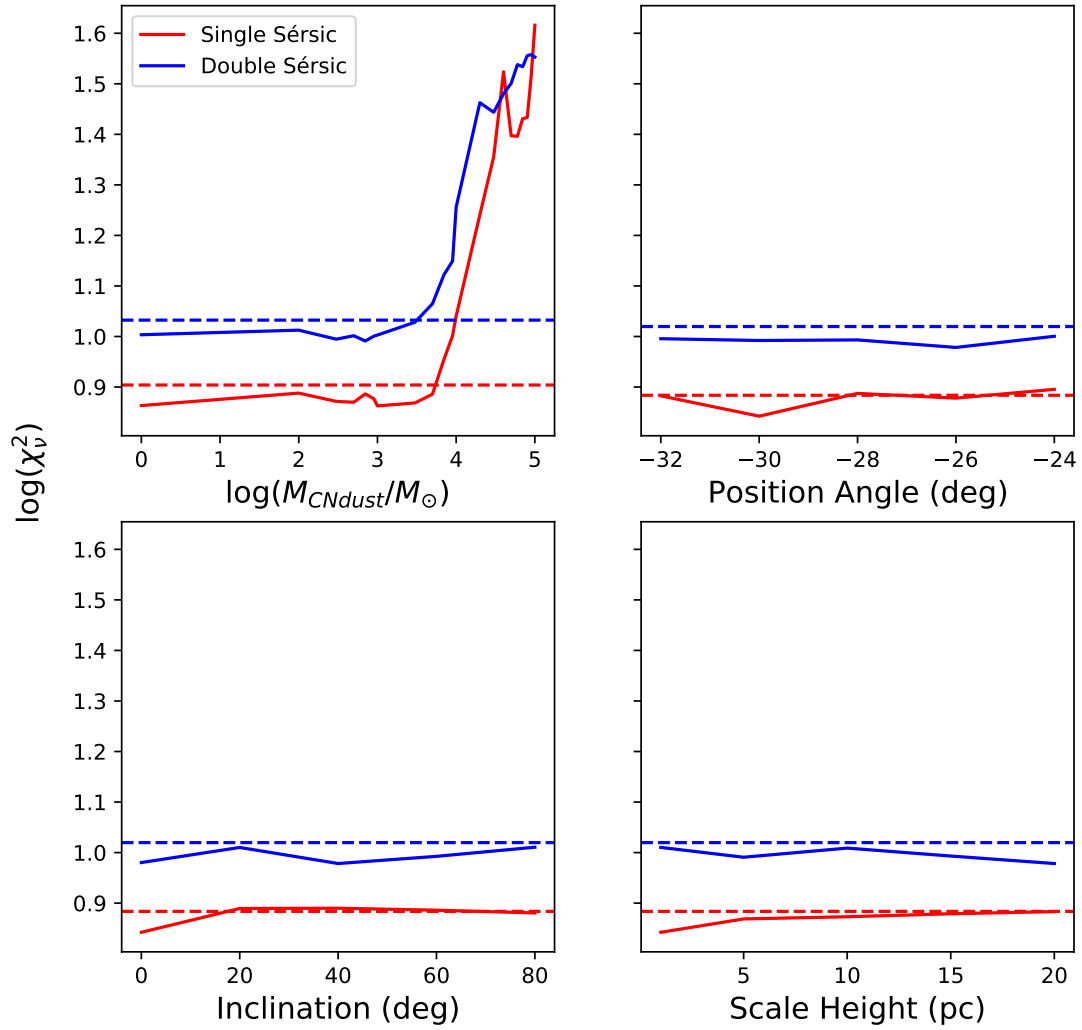 Single Sérsic
Double Sérsic
1.6
1.5
1.4
1.3
1.2
1.1
1.0
0.9
0 1 2 3 4 5
log(M_{CNdust}/M_⊙)
−32 −30 −28 −26 −24
Position Angle (deg)
log(χ²_ν)
1.6
1.5
1.4
1.3
1.2
1.1
1.0
0.9
0 20 40 60 80
Inclination (deg)
5 10 15 20
Scale Height (pc)